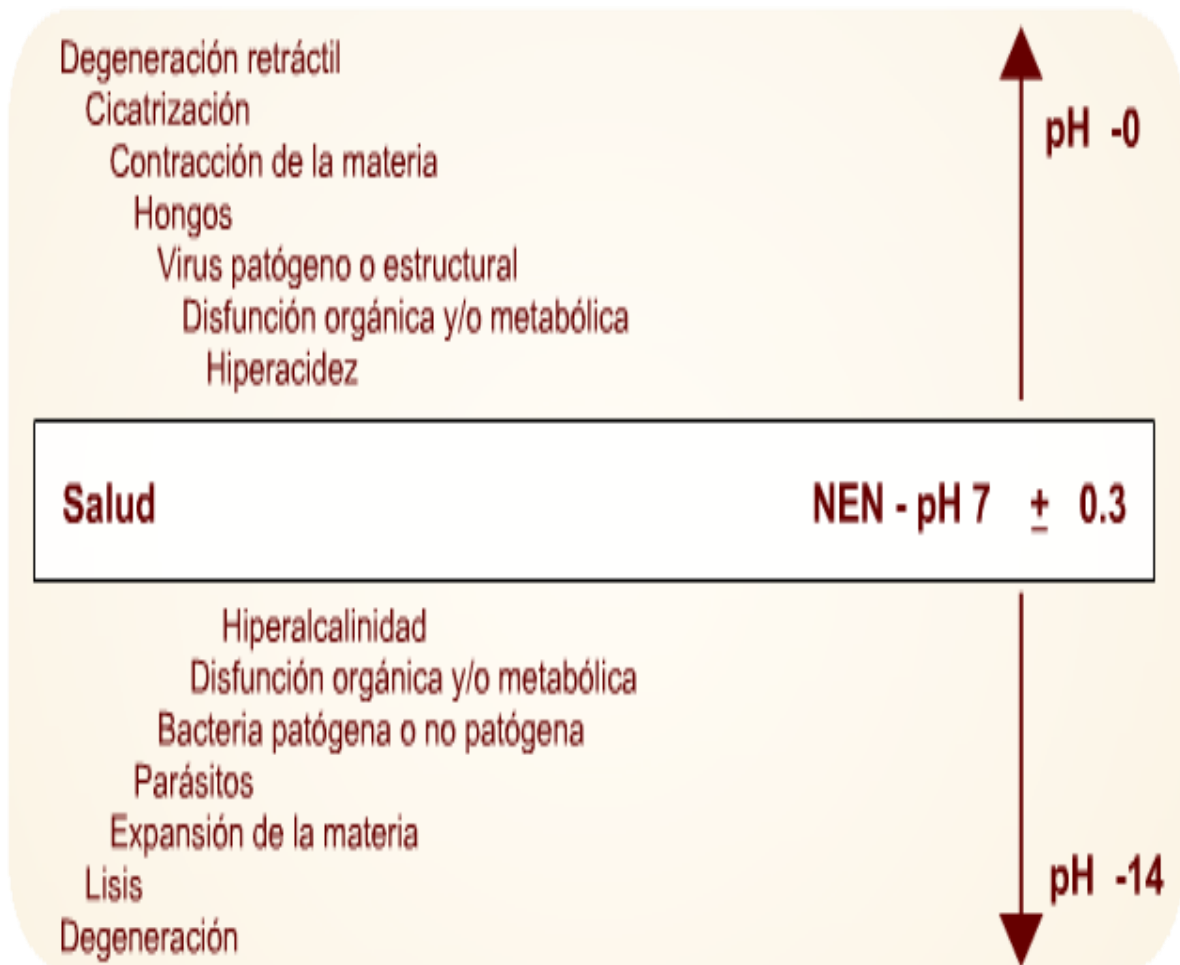 Degeneración retráctil
Cicatrización
pH -0
Contracción de la materia
Hongos
Virus patógeno o estructural
Disfunción orgánica y/o metabólica
Hiperacidez
Salud NEN - pH 7 ± 0.3
Hiperalcalinidad
Disfunción orgánica y/o metabólica
Bacteria patógena o no patógena
Parásitos
Expansión de la materia
Lisis
pH -14
Degeneración